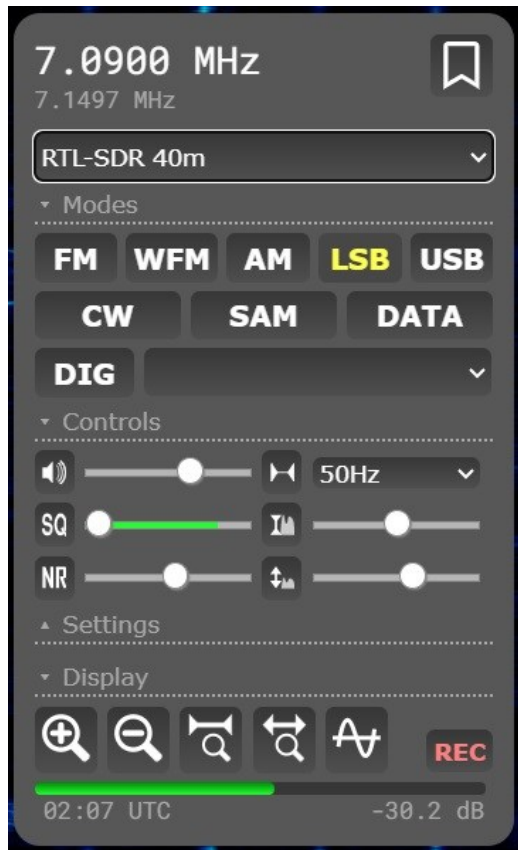 7.0900 MHz
7.1497 MHz
RTL-SDR 40m
Modes
FM WFM AM LSB USB
CW SAM DATA
DIG
Controls
50Hz
SQ
NR
Settings
Display
REC
02:07 UTC -30.2 dB